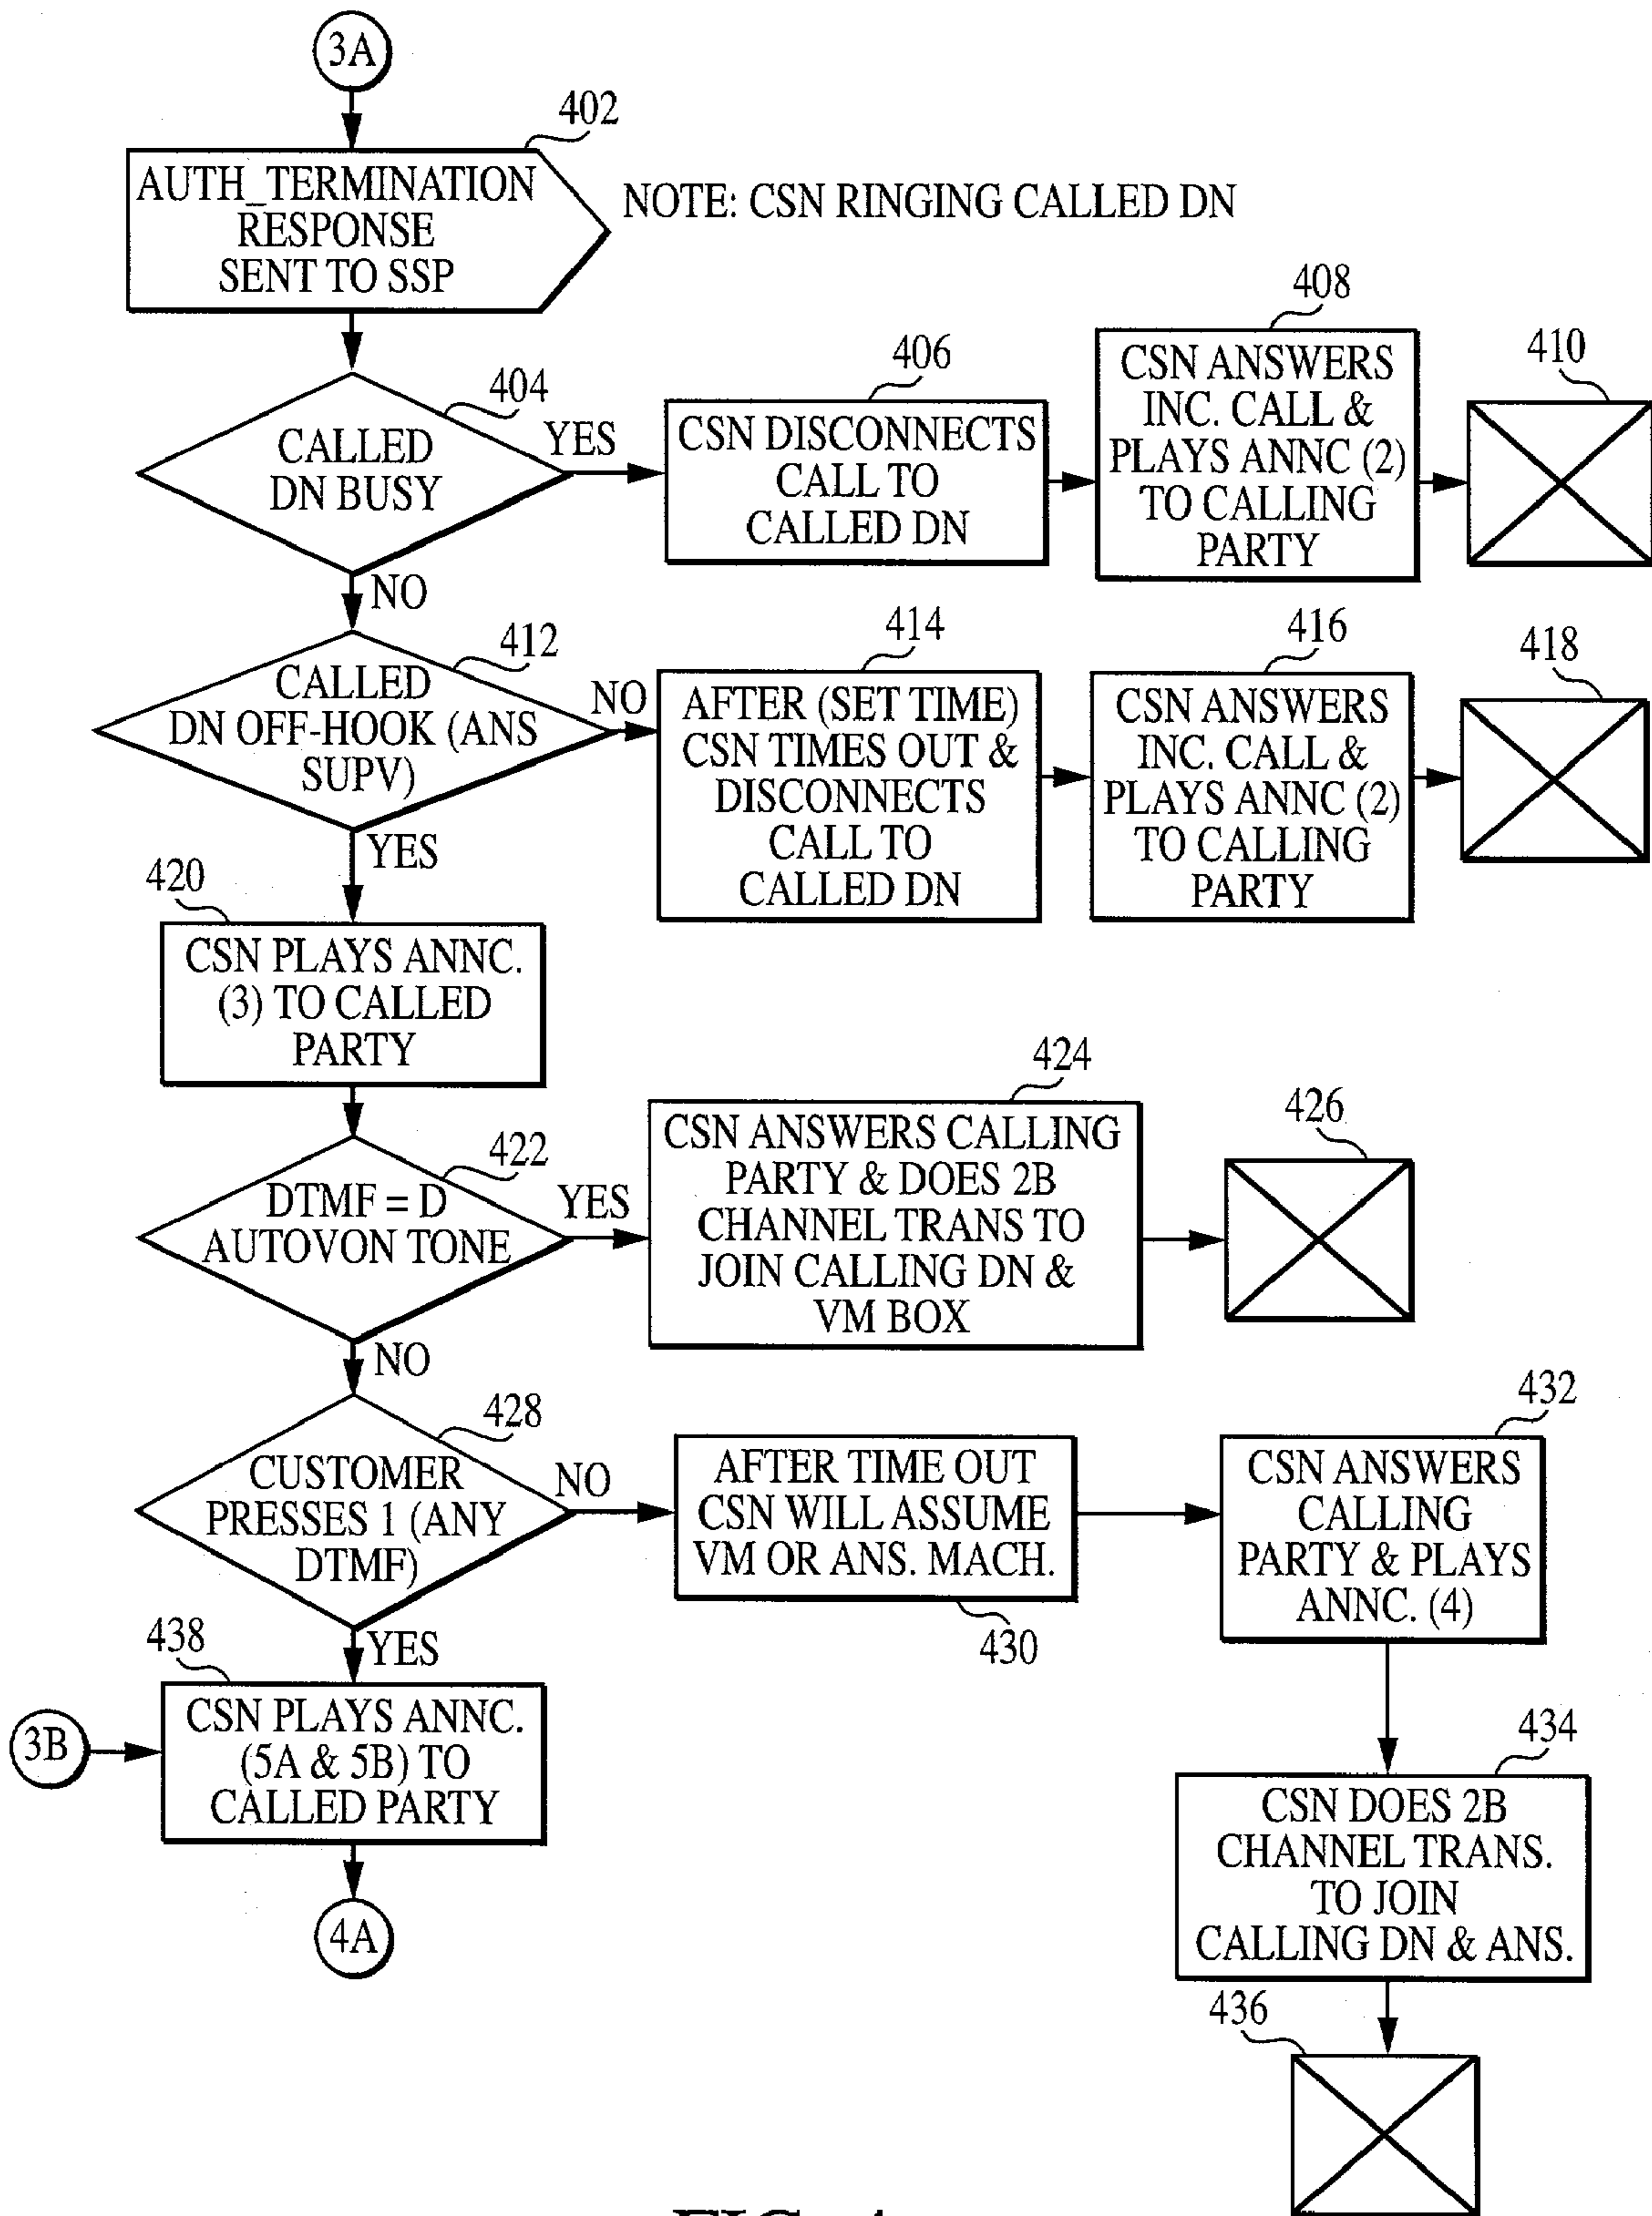 3A
402
AUTH_TERMINATION
RESPONSE
SENT TO SSP
NOTE: CSN RINGING CALLED DN
404
CALLED
DN BUSY
YES
NO
406
CSN DISCONNECTS
CALL TO
CALLED DN
408
CSN ANSWERS
INC. CALL &
PLAYS ANNC (2)
TO CALLING
PARTY
410
412
CALLED
DN OFF-HOOK (ANS
SUPV)
NO
YES
414
AFTER (SET TIME)
CSN TIMES OUT &
DISCONNECTS
CALL TO
CALLED DN
416
CSN ANSWERS
INC. CALL &
PLAYS ANNC (2)
TO CALLING
PARTY
418
420
CSN PLAYS ANNC.
(3) TO CALLED
PARTY
422
DTMF = D
AUTOVON TONE
YES
NO
424
CSN ANSWERS CALLING
PARTY & DOES 2B
CHANNEL TRANS TO
JOIN CALLING DN &
VM BOX
426
428
CUSTOMER
PRESSES 1 (ANY
DTMF)
NO
YES
AFTER TIME OUT
CSN WILL ASSUME
VM OR ANS. MACH.
430
432
CSN ANSWERS
CALLING
PARTY & PLAYS
ANNC. (4)
434
CSN DOES 2B
CHANNEL TRANS.
TO JOIN
CALLING DN & ANS.
436
438
3B
CSN PLAYS ANNC.
(5A & 5B) TO
CALLED PARTY
4A